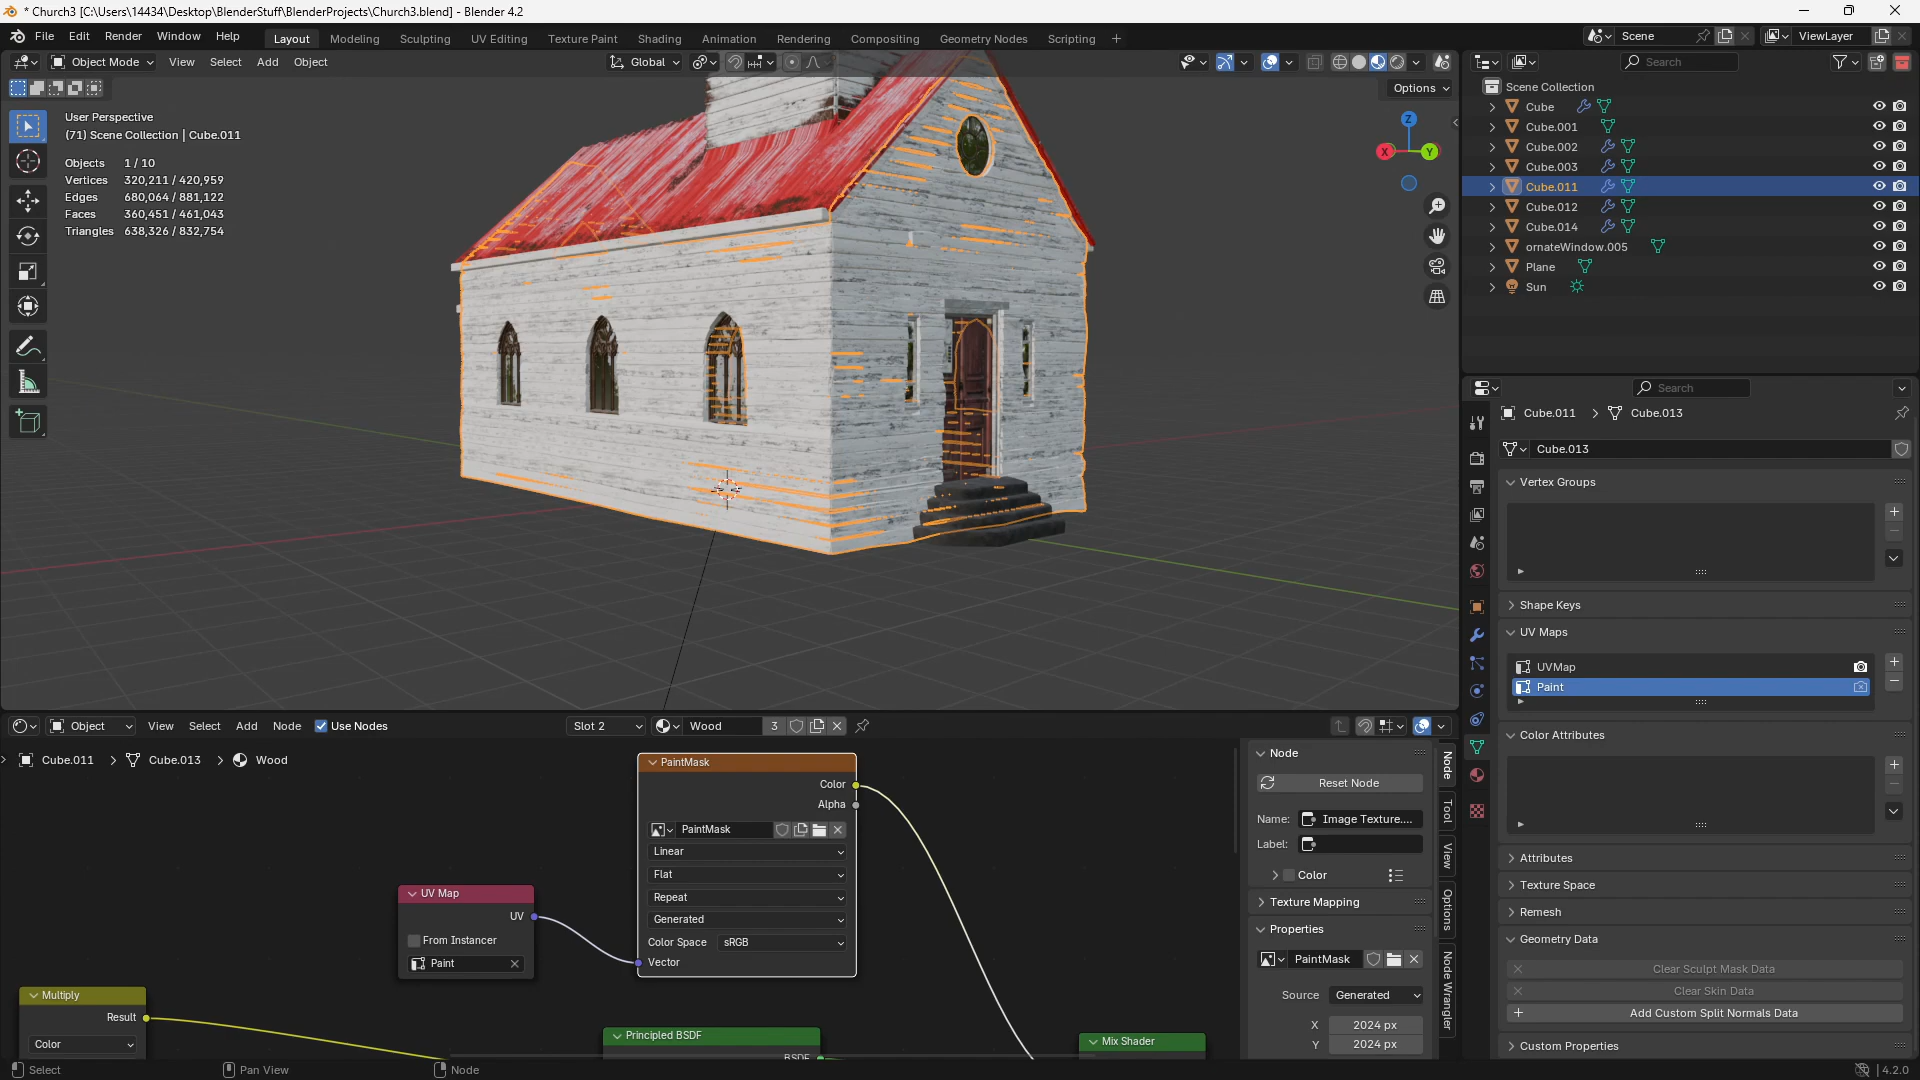 * Church3 [C:\Users\14434\Desktop\BlenderStuff\BlenderProjects\Church3.blend] - Blender 4.2
File Edit Render Window Help
Layout Modeling Sculpting UV Editing Texture Paint Shading Animation Rendering Compositing Geometry Nodes Scripting +
Scene
ViewLayer
Object Mode View Select Add Object
Global
Options
Search
User Perspective
(71) Scene Collection | Cube.011
Objects 1 / 10
Vertices 320,211 / 420,959
Edges 680,064 / 881,122
Faces 360,451 / 461,043
Triangles 638,326 / 832,754
Z
X
Y
Scene Collection
Cube
Cube.001
Cube.002
Cube.003
Cube.011
Cube.012
Cube.014
ornateWindow.005
Plane
Sun
Search
Cube.011 > Cube.013
Cube.013
Vertex Groups
Shape Keys
UV Maps
UVMap
Paint
Color Attributes
Attributes
Texture Space
Remesh
Geometry Data
Clear Sculpt Mask Data
Clear Skin Data
Add Custom Split Normals Data
Custom Properties
Object View Select Add Node Use Nodes
Slot 2
Wood 3
Cube.011 > Cube.013 > Wood
PaintMask
Color
Alpha
PaintMask
Linear
Flat
Repeat
Generated
Color Space sRGB
Vector
UV Map
UV
From Instancer
Paint
Multiply
Result
Color
Principled BSDF
BSDF
Mix Shader
Node
Reset Node
Name: Image Texture....
Label:
Color
Texture Mapping
Properties
PaintMask
Source Generated
X 2024 px
Y 2024 px
Node
Tool
View
Options
Node Wrangler
Select
Pan View
Node
4.2.0